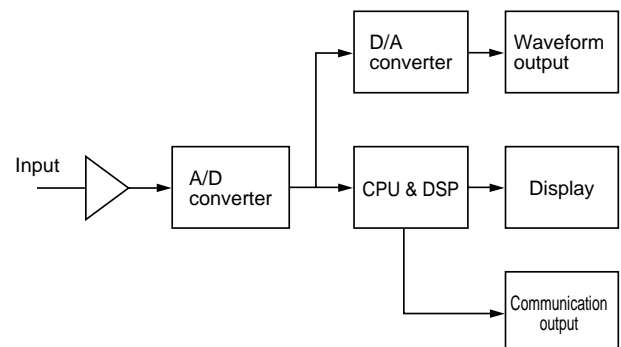 D/A
converter
Waveform
output
Input
A/D
converter
CPU & DSP
Display
Communication
output